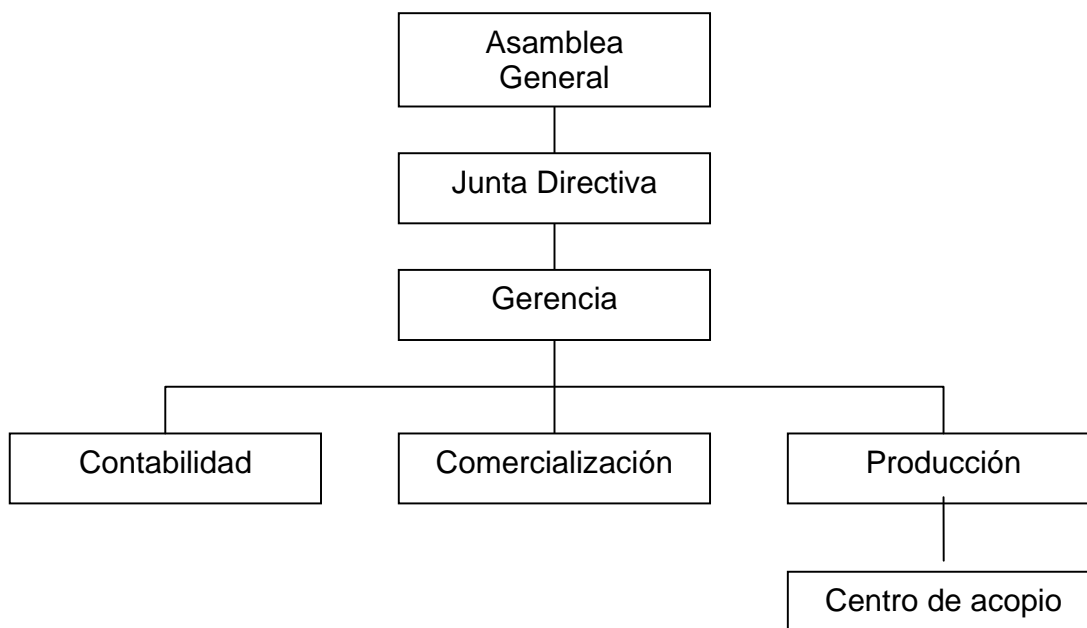 Asamblea
General
Junta Directiva
Gerencia
Contabilidad
Comercialización
Producción
Centro de acopio